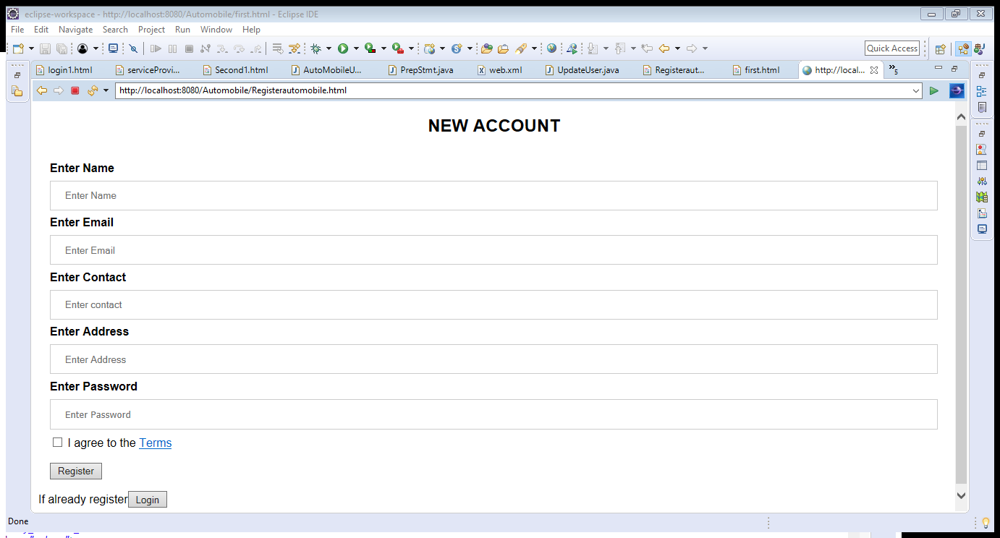 eclipse-workspace - http://localhost:8080/Automobile/first.html - Eclipse IDE
File Edit Navigate Search Project Run Window Help
Quick Access
login1.html serviceProvi... Second1.html AutoMobileU... PrepStmt.java web.xml UpdateUser.java Registeraut... first.html http://local... »5
http://localhost:8080/Automobile/Registerautomobile.html
NEW ACCOUNT
Enter Name
Enter Name
Enter Email
Enter Email
Enter Contact
Enter contact
Enter Address
Enter Address
Enter Password
Enter Password
I agree to the Terms
Register
If already register Login
Done